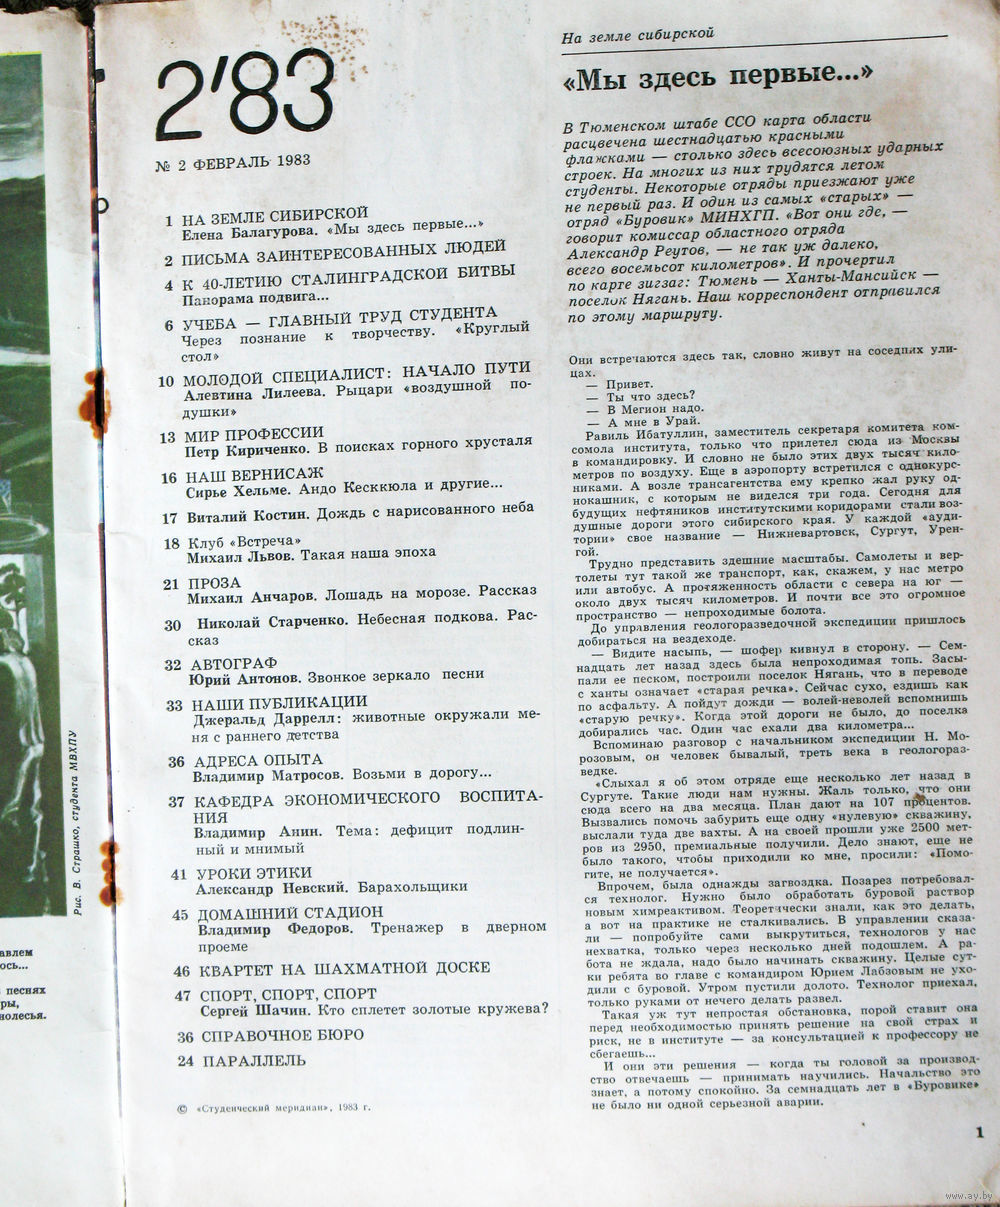 Рис. В. Страшко, студента МВХПУ
авлем
ось...
песнях
ры,
нолесья.
2'83
№ 2 ФЕВРАЛЬ 1983
1 НА ЗЕМЛЕ СИБИРСКОЙ
Елена Балагурова. «Мы здесь первые...»
2 ПИСЬМА ЗАИНТЕРЕСОВАННЫХ ЛЮДЕЙ
4 К 40-ЛЕТИЮ СТАЛИНГРАДСКОЙ БИТВЫ
Панорама подвига...
6 УЧЕБА — ГЛАВНЫЙ ТРУД СТУДЕНТА
Через познание к творчеству. «Круглый
стол»
10 МОЛОДОЙ СПЕЦИАЛИСТ: НАЧАЛО ПУТИ
Алевтина Лилеева. Рыцари «воздушной по-
душки»
13 МИР ПРОФЕССИИ
Петр Кириченко. В поисках горного хрусталя
16 НАШ ВЕРНИСАЖ
Сирье Хельме. Андо Кесккюла и другие...
17 Виталий Костин. Дождь с нарисованного неба
18 Клуб «Встреча»
Михаил Львов. Такая наша эпоха
21 ПРОЗА
Михаил Анчаров. Лошадь на морозе. Рассказ
30 Николай Старченко. Небесная подкова. Рас-
сказ
32 АВТОГРАФ
Юрий Антонов. Звонкое зеркало песни
33 НАШИ ПУБЛИКАЦИИ
Джеральд Даррелл: животные окружали ме-
ня с раннего детства
36 АДРЕСА ОПЫТА
Владимир Матросов. Возьми в дорогу...
37 КАФЕДРА ЭКОНОМИЧЕСКОГО ВОСПИТА-
НИЯ
Владимир Анин. Тема: дефицит подлин-
ный и мнимый
41 УРОКИ ЭТИКИ
Александр Невский. Барахольщики
45 ДОМАШНИЙ СТАДИОН
Владимир Федоров. Тренажер в дверном
проеме
46 КВАРТЕТ НА ШАХМАТНОЙ ДОСКЕ
47 СПОРТ, СПОРТ, СПОРТ
Сергей Шачин. Кто сплетет золотые кружева?
36 СПРАВОЧНОЕ БЮРО
24 ПАРАЛЛЕЛЬ
© «Студенческий меридиан», 1983 г.
На земле сибирской
«Мы здесь первые...»
В Тюменском штабе ССО карта области
расцвечена шестнадцатью красными
флажками — столько здесь всесоюзных ударных
строек. На многих из них трудятся летом
студенты. Некоторые отряды приезжают уже
не первый раз. И один из самых «старых» —
отряд «Буровик» МИНХГП. «Вот они где, —
говорит комиссар областного отряда
Александр Реутов, — не так уж далеко,
всего восемьсот километров». И прочертил
по карте зигзаг: Тюмень — Ханты-Мансийск —
поселок Нягань. Наш корреспондент отправился
по этому маршруту.
Они встречаются здесь так, словно живут на соседних ули-
цах.
— Привет.
— Ты что здесь?
— В Мегион надо.
— А мне в Урай.
Равиль Ибатуллин, заместитель секретаря комитета ком-
сомола института, только что прилетел сюда из Москвы
в командировку. И словно не было этих двух тысяч кило-
метров по воздуху. Еще в аэропорту встретился с однокурс-
никами. А возле трансагентства ему крепко жал руку од-
нокашник, с которым не виделся три года. Сегодня для
будущих нефтяников институтскими коридорами стали воз-
душные дороги этого сибирского края. У каждой «ауди-
тории» свое название — Нижневартовск, Сургут, Урен-
гой.
Трудно представить здешние масштабы. Самолеты и вер-
толеты тут такой же транспорт, как, скажем, у нас метро
или автобус. А протяженность области с севера на юг —
около двух тысяч километров. И почти все это огромное
пространство — непроходимые болота.
До управления геологоразведочной экспедиции пришлось
добираться на вездеходе.
— Видите насыпь, — шофер кивнул в сторону. — Сем-
надцать лет назад здесь была непроходимая топь. Засы-
пали ее песком, построили поселок Нягань, что в переводе
с ханты означает «старая речка». Сейчас сухо, ездишь как
по асфальту. А пойдут дожди — волей-неволей вспомнишь
«старую речку». Когда этой дороги не было, до поселка
добирались час. Один час ехали два километра...
Вспоминаю разговор с начальником экспедиции Н. Мо-
розовым, он человек бывалый, треть века в геологораз-
ведке.
«Слыхал я об этом отряде еще несколько лет назад в
Сургуте. Такие люди нам нужны. Жаль только, что они
сюда всего на два месяца. План дают на 107 процентов.
Вызвались помочь забурить еще одну «нулевую» скважину,
выслали туда две вахты. А на своей прошли уже 2500 мет-
ров из 2950, премиальные получили. Дело знают, еще не
было такого, чтобы приходили ко мне, просили: «Помо-
гите, не получается».
Впрочем, была однажды загвоздка. Позарез потребовал-
ся технолог. Нужно было обработать буровой раствор
новым химреактивом. Теоретически знали, как это делать,
а вот на практике не сталкивались. В управлении сказа-
ли — попробуйте сами выкрутиться, технологов у нас
нехватка, только через несколько дней подошлем. А ра-
бота не ждала, надо было начинать скважину. Целые сут-
ки ребята во главе с командиром Юрием Лабзовым не ухо-
дили с буровой. Утром пустили долото. Технолог приехал,
только руками от нечего делать развел.
Такая уж тут непростая обстановка, порой ставит она
перед необходимостью принять решение на свой страх и
риск, не в институте — за консультацией к профессору не
сбегаешь...
И они эти решения — когда ты головой за производ-
ство отвечаешь — принимать научились. Начальство это
знает, а потому спокойно. За семнадцать лет в «Буровике»
не было ни одной серьезной аварии.
1
www.ay.by